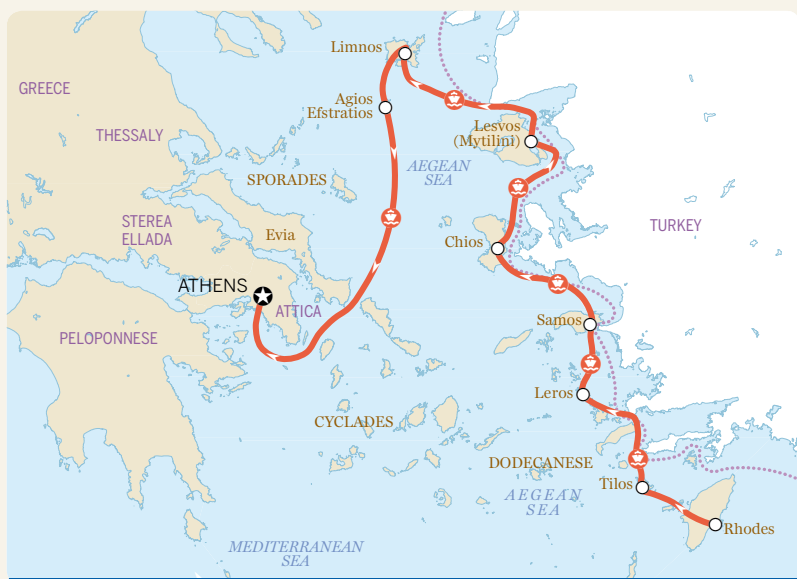 Limnos
GREECE
Agios
Efstratios
Lesvos
(Mytilini)
THESSALY
AEGEAN
SEA
SPORADES
STEREA
ELLADA
Evia
TURKEY
Chios
ATHENS
ATTICA
Samos
PELOPONNESE
Leros
CYCLADES
DODECANESE
Tilos
AEGEAN
SEA
Rhodes
MEDITERRANEAN
SEA